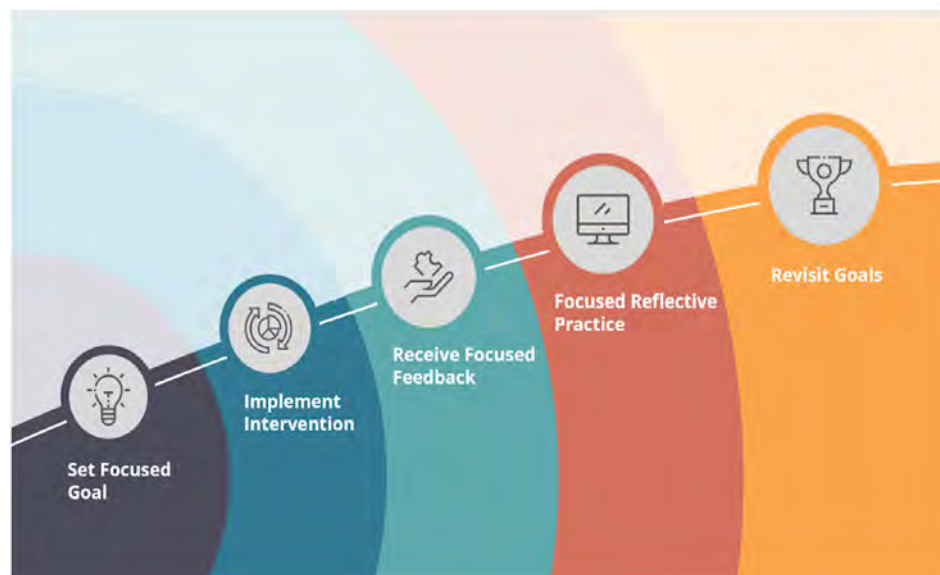 Set Focused
Goal
Implement
Intervention
Receive Focused
Feedback
Focused Reflective
Practice
Revisit Goals